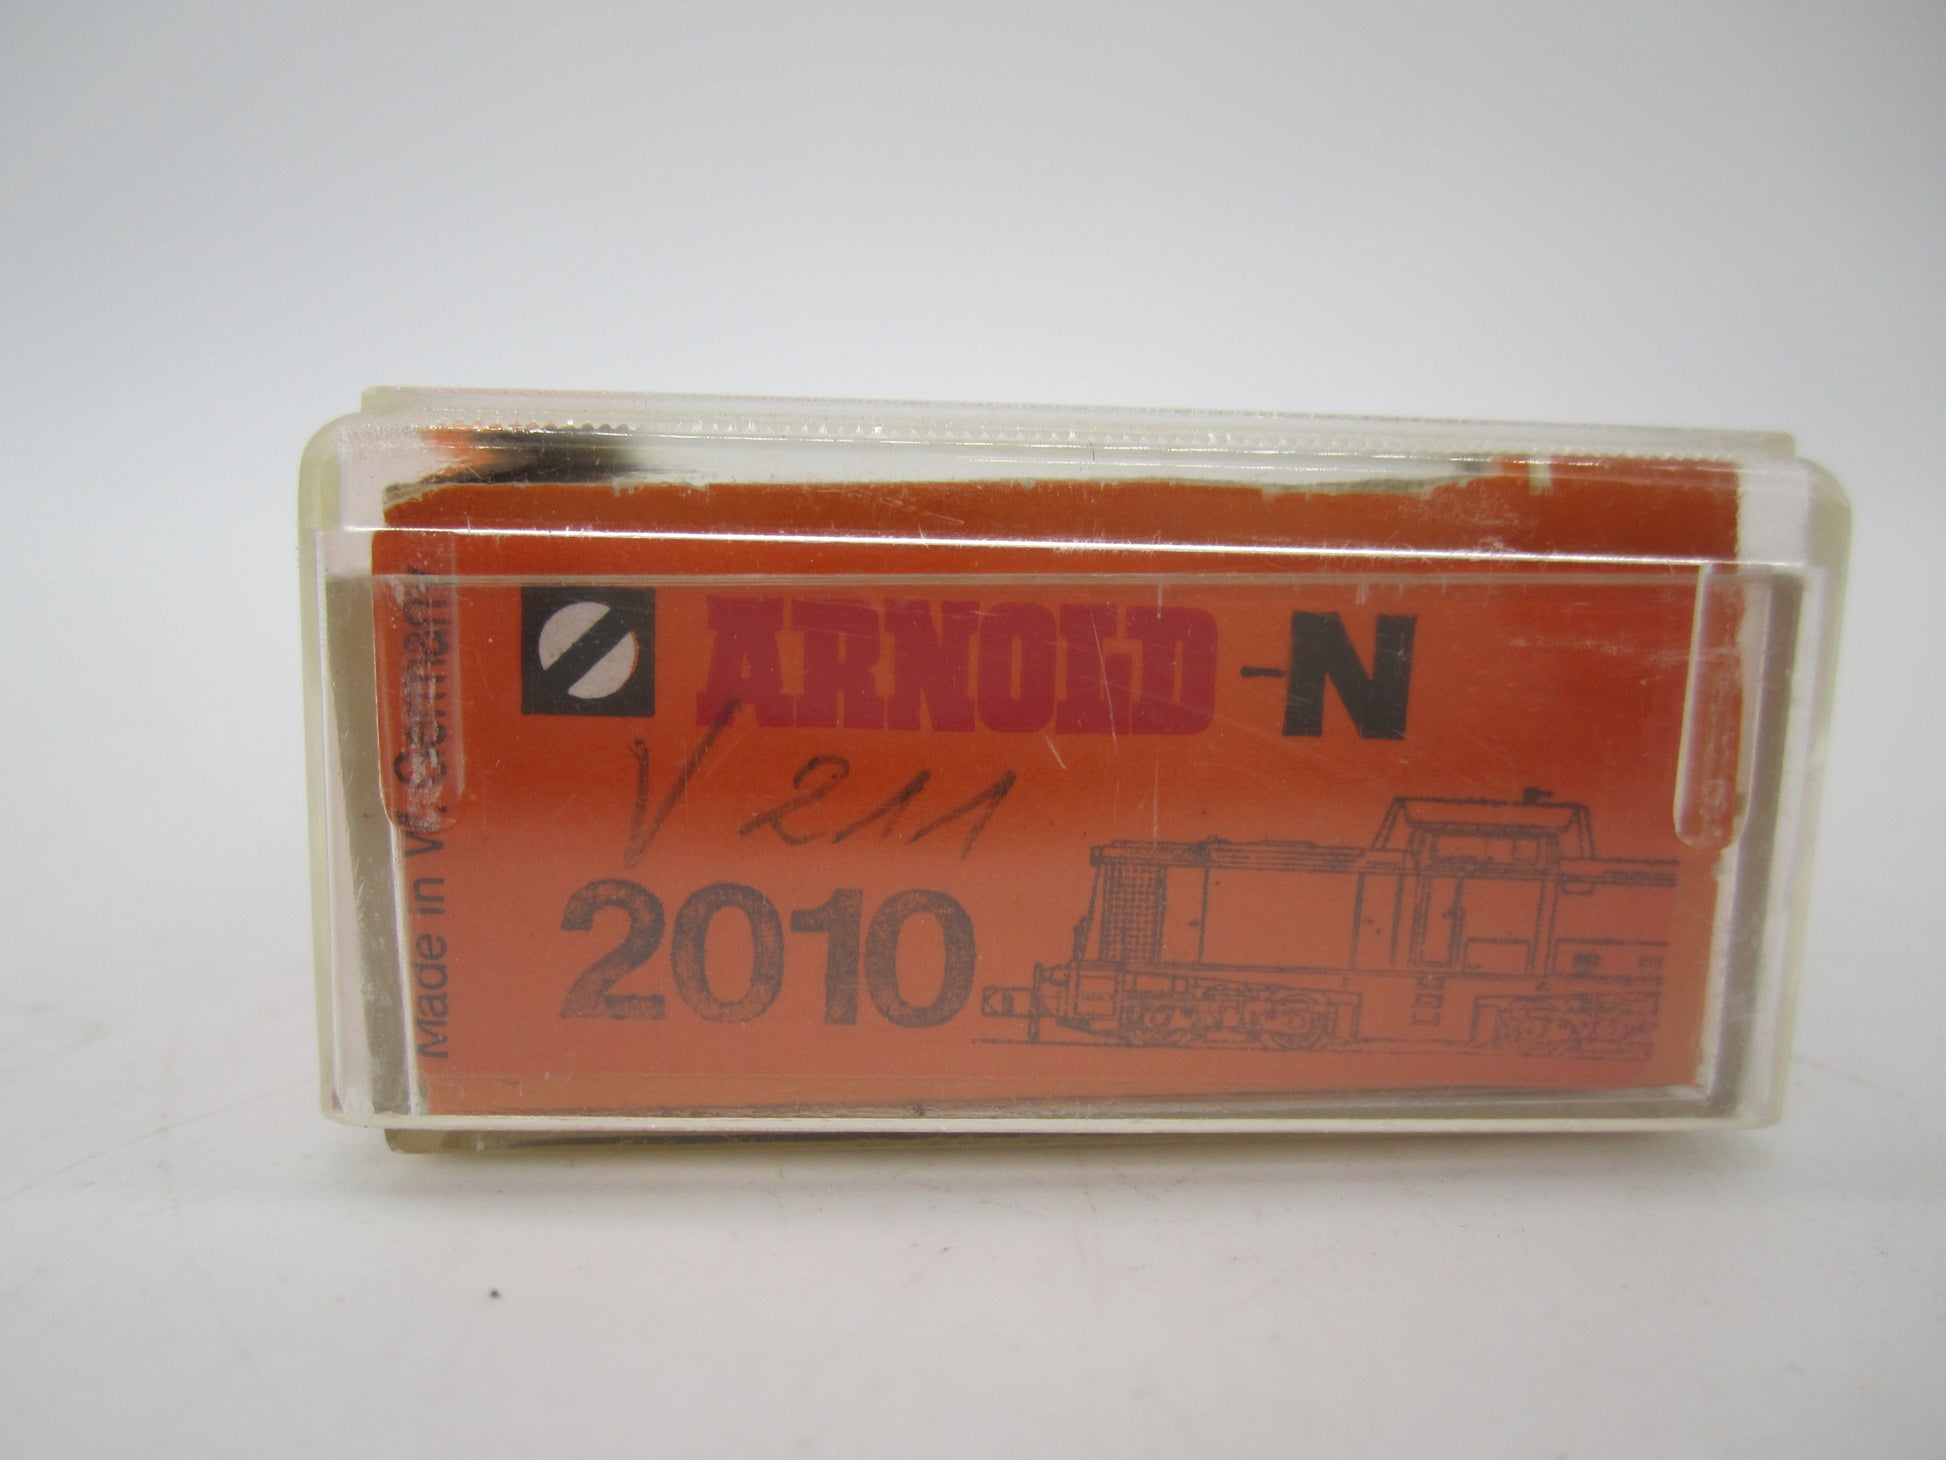 ARNOLD -N
V 211
2010
Made in W. Germany